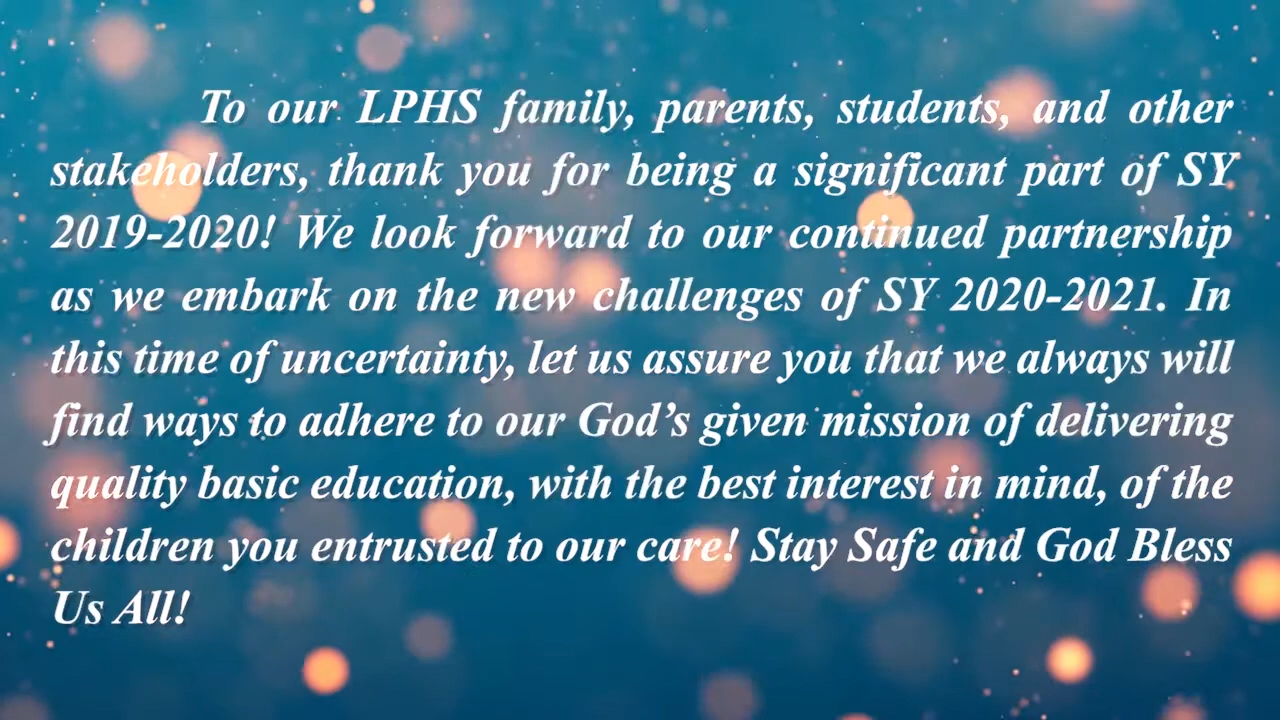 To our LPHS family, parents, students, and other
stakeholders, thank you for being a significant part of SY
2019-2020! We look forward to our continued partnership
as we embark on the new challenges of SY 2020-2021. In
this time of uncertainty, let us assure you that we always will
find ways to adhere to our God’s given mission of delivering
quality basic education, with the best interest in mind, of the
children you entrusted to our care! Stay Safe and God Bless
Us All!